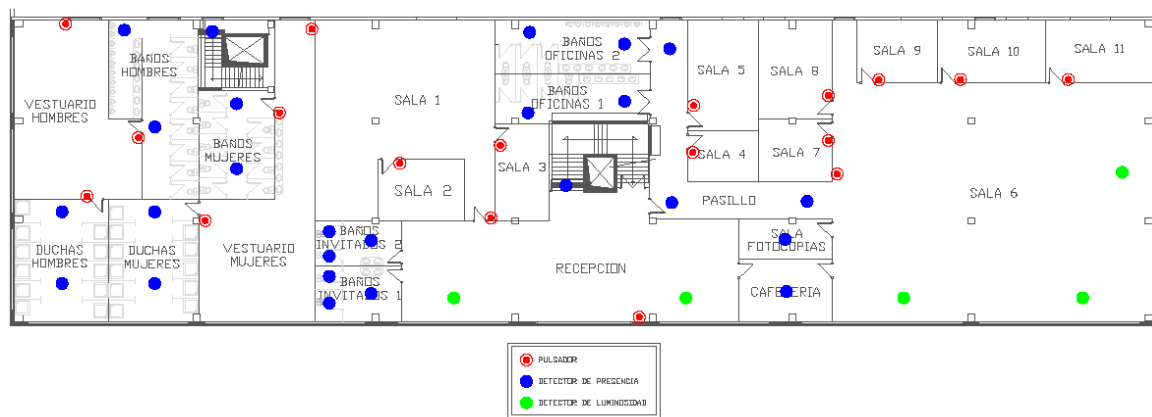 BAÑOS
OFICINAS 2
SALA 9
SALA 10
SALA 11
BAÑOS
HOMBRES
SALA 5
SALA 8
VESTUARIO
HOMBRES
SALA 1
BAÑOS
OFICINAS 1
BAÑOS
MUJERES
SALA 3
SALA 4
SALA 7
SALA 2
PASILLO
SALA 6
DUCHAS
HOMBRES
DUCHAS
MUJERES
VESTUARIO
MUJERES
BAÑOS
INVITADOS 2
SALA
FOTOCOPIAS
RECEPCION
BAÑOS
INVITADOS 1
CAFETERIA
PULSADOR
DETECTOR DE PRESENCIA
DETECTOR DE LUMINOSIDAD